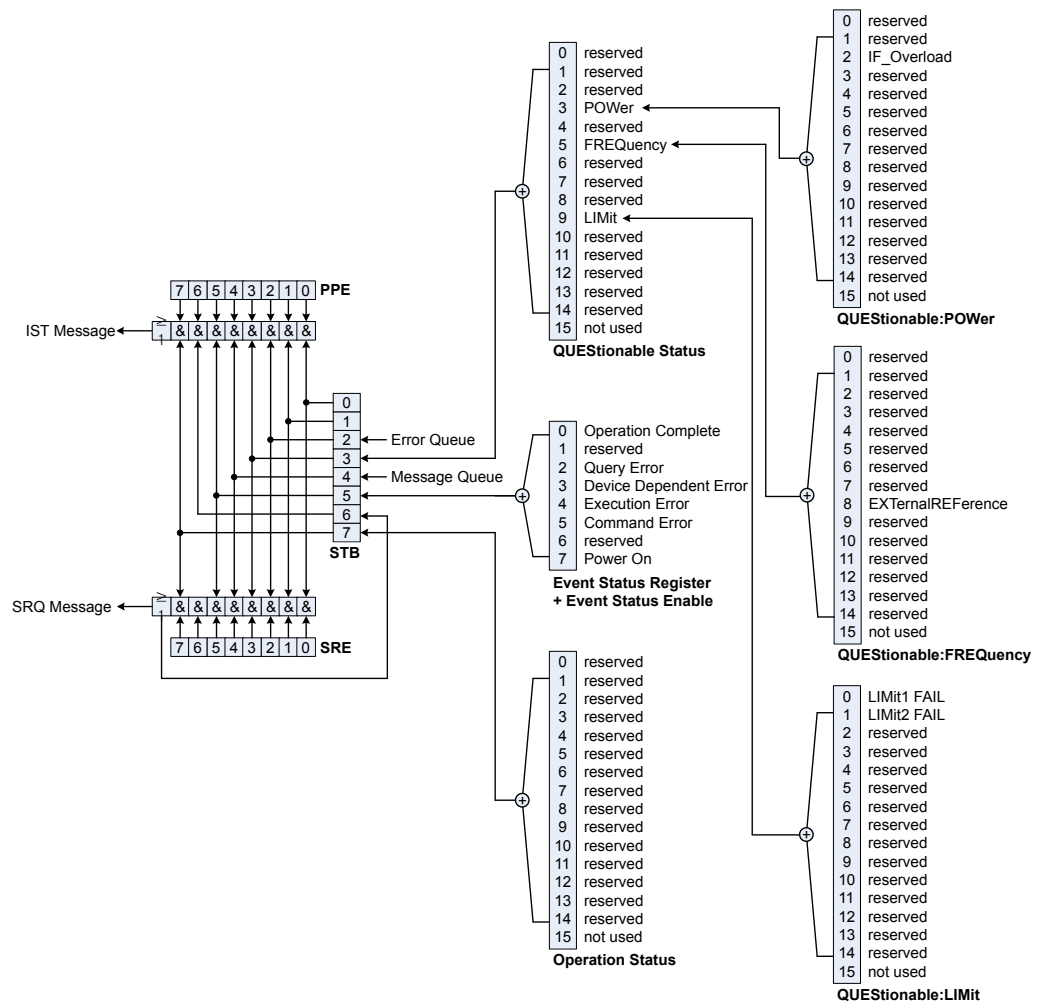 7 6 5 4 3 2 1 0 PPE
IST Message
≥ 1 & & & & & & & &
0
1
2 Error Queue
3
4 Message Queue
5
6
7
STB
SRQ Message
≥ 1 & & & & & & & &
7 6 5 4 3 2 1 0 SRE
0 reserved
1 reserved
2 reserved
3 POWer
4 reserved
5 FREQuency
6 reserved
7 reserved
8 reserved
9 LIMit
10 reserved
11 reserved
12 reserved
13 reserved
14 reserved
15 not used
QUEStionable Status
0 Operation Complete
1 reserved
2 Query Error
3 Device Dependent Error
4 Execution Error
5 Command Error
6 reserved
7 Power On
Event Status Register
+ Event Status Enable
0 reserved
1 reserved
2 reserved
3 reserved
4 reserved
5 reserved
6 reserved
7 reserved
8 reserved
9 reserved
10 reserved
11 reserved
12 reserved
13 reserved
14 reserved
15 not used
Operation Status
0 reserved
1 reserved
2 IF_Overload
3 reserved
4 reserved
5 reserved
6 reserved
7 reserved
8 reserved
9 reserved
10 reserved
11 reserved
12 reserved
13 reserved
14 reserved
15 not used
QUEStionable:POWer
0 reserved
1 reserved
2 reserved
3 reserved
4 reserved
5 reserved
6 reserved
7 reserved
8 EXTernalREFerence
9 reserved
10 reserved
11 reserved
12 reserved
13 reserved
14 reserved
15 not used
QUEStionable:FREQuency
0 LIMit1 FAIL
1 LIMit2 FAIL
2 reserved
3 reserved
4 reserved
5 reserved
6 reserved
7 reserved
8 reserved
9 reserved
10 reserved
11 reserved
12 reserved
13 reserved
14 reserved
15 not used
QUEStionable:LIMit